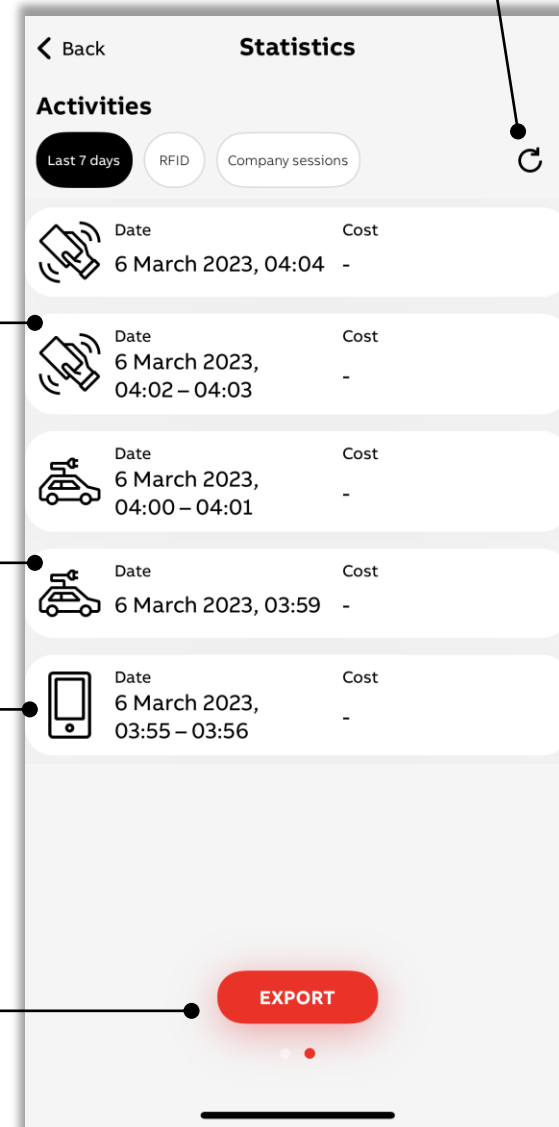 Back
Statistics
Activities
Last 7 days
RFID
Company sessions
Date
Cost
6 March 2023, 04:04
-
Date
Cost
6 March 2023,
04:02 – 04:03
-
Date
Cost
6 March 2023,
04:00 – 04:01
-
Date
Cost
6 March 2023, 03:59
-
Date
Cost
6 March 2023,
03:55 – 03:56
-
EXPORT